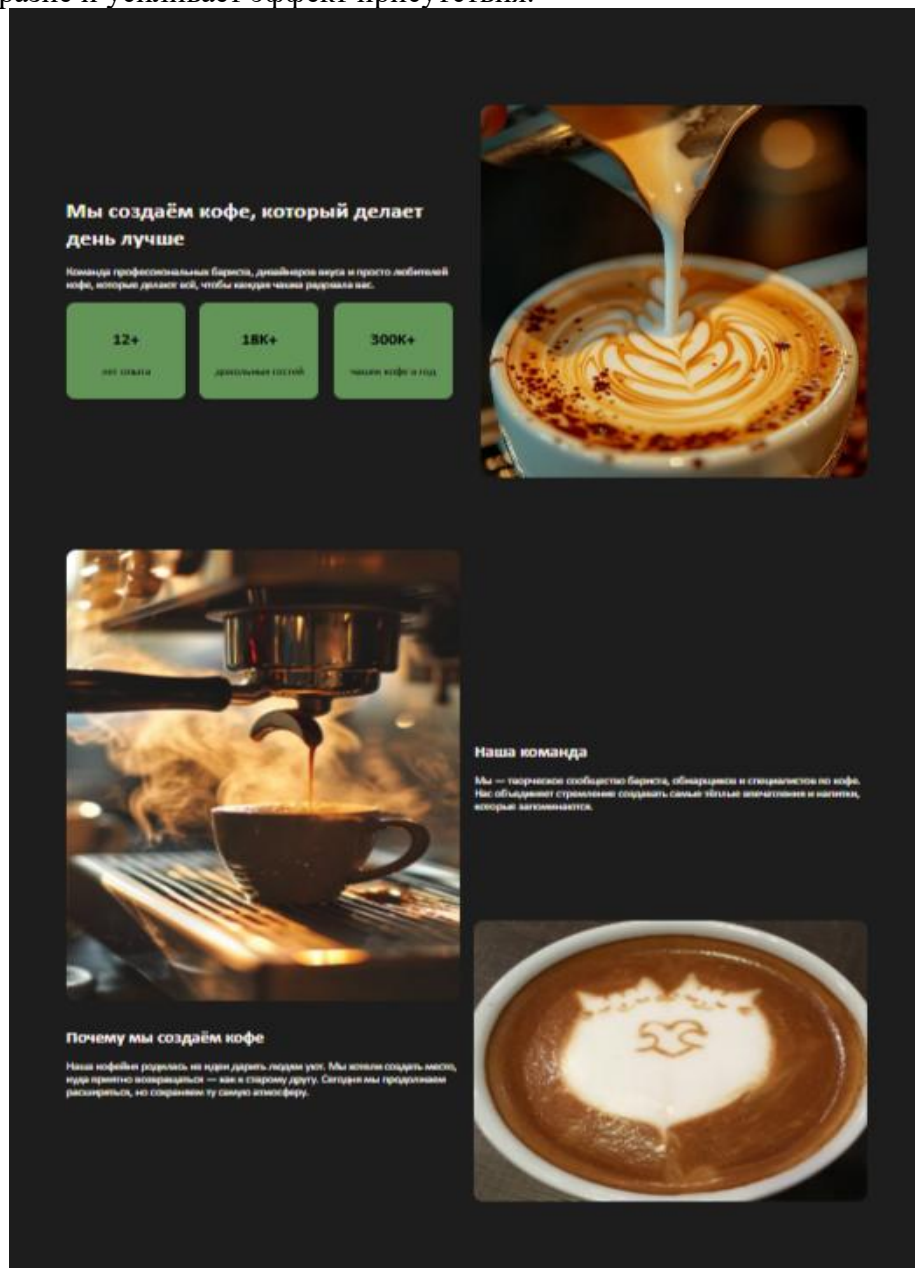 и усиливает эффект присутствия.
Мы создаём кофе, который делает
день лучше
Команда профессиональных бариста, дизайнеров вкуса и просто любителей
кофе, которые делают всё, чтобы каждая чашка радовала вас.
12+
18K+
300K+
лет опыта
довольных гостей
чашек кофе в год
Наша команда
Мы — творческое сообщество бариста, обжарщиков и специалистов по кофе.
Нас объединяет стремление создавать самые тёплые впечатления и напитки,
которые запоминаются.
Почему мы создаём кофе
Наша кофейня родилась из идеи дарить людям уют. Мы хотели создать место,
куда приятно возвращаться — как к старому другу. Сегодня мы продолжаем
расширяться, но сохраняем ту самую атмосферу.